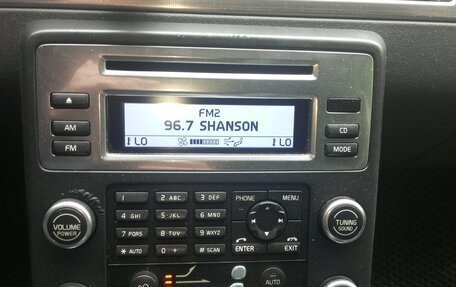 FM2
96.7 SHANSON
LO LO
AM
FM
CD
MODE
VOLUME
POWER
1 2 ABC 3 DEF
4 GHI 5 JKL 6 MNO
7 PQRS 8 TUV 9 WXYZ
* AUTO 0 + # SCAN
PHONE MENU
ENTER EXIT
TUNING
SOUND
AUTO